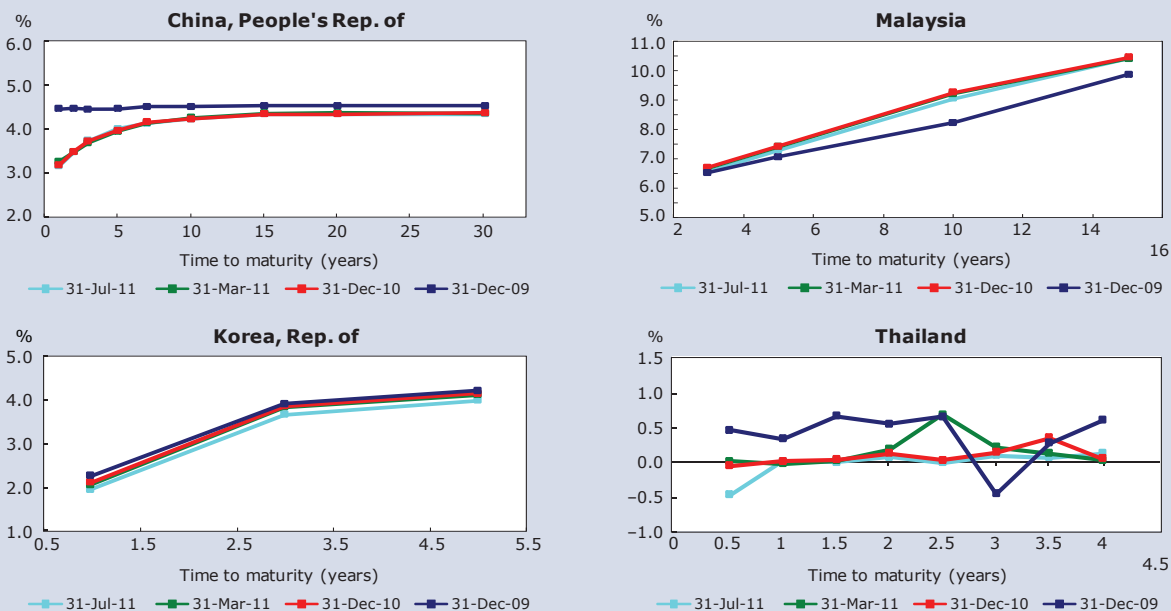 China, People's Rep. of
%
6.0
5.0
4.0
3.0
2.0
0 5 10 15 20 25 30
Time to maturity (years)
31-Jul-11 31-Mar-11 31-Dec-10 31-Dec-09
Malaysia
%
11.0
10.0
9.0
8.0
7.0
6.0
5.0
2 4 6 8 10 12 14
16
Time to maturity (years)
31-Jul-11 31-Mar-11 31-Dec-10 31-Dec-09
Korea, Rep. of
%
5.0
4.0
3.0
2.0
1.0
0.5 1.5 2.5 3.5 4.5 5.5
Time to maturity (years)
31-Jul-11 31-Mar-11 31-Dec-10 31-Dec-09
Thailand
%
1.5
1.0
0.5
0.0
–0.5
–1.0
0 0.5 1 1.5 2 2.5 3 3.5 4
4.5
Time to maturity (years)
31-Jul-11 31-Mar-11 31-Dec-10 31-Dec-09